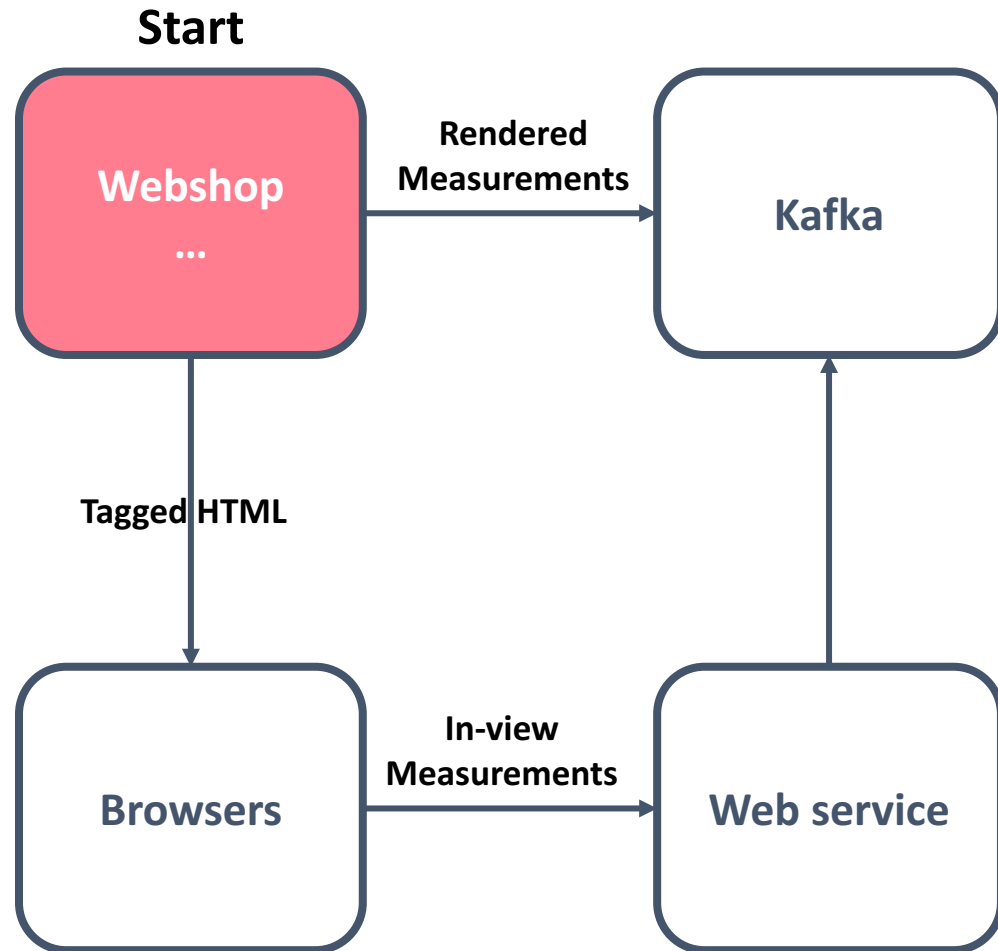 Start
Webshop
...
Rendered
Measurements
Kafka
Tagged HTML
Browsers
In-view
Measurements
Web service